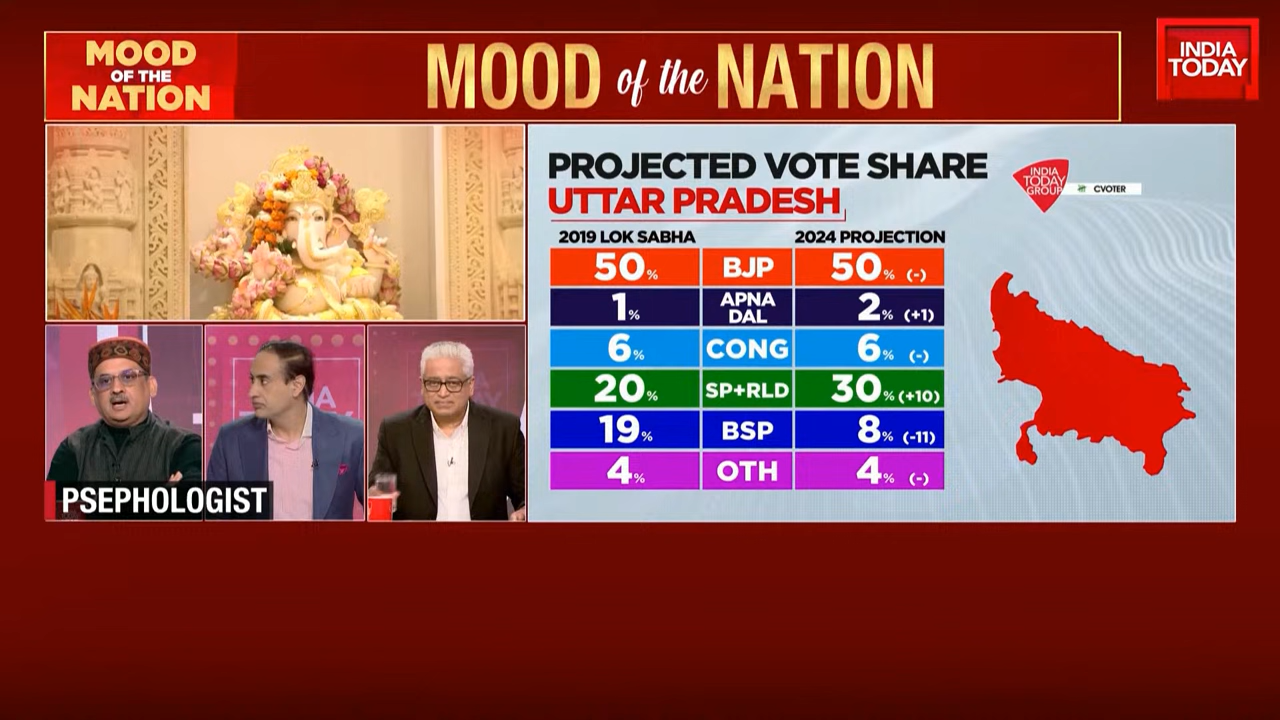 MOOD
OF THE
NATION
MOOD of the NATION
INDIA
TODAY
PROJECTED VOTE SHARE
UTTAR PRADESH
INDIA
TODAY
GROUP
CVOTER
2019 LOK SABHA 2024 PROJECTION
50% BJP 50% (-)
1% APNA DAL 2% (+1)
6% CONG 6% (-)
20% SP+RLD 30% (+10)
19% BSP 8% (-11)
4% OTH 4% (-)
PSEPHOLOGIST